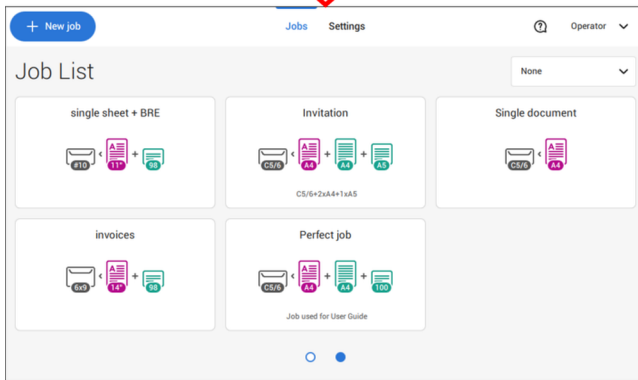 + New job
Jobs
Settings
Operator
Job List
None
single sheet + BRE
#10 11" + 98
Invitation
C5/6 A4 + A4 + A5
C5/6+2xA4+1xA5
Single document
C5/6 A4
invoices
6x9 14" + 98
Perfect job
C5/6 A4 + A4 + 100
Job used for User Guide